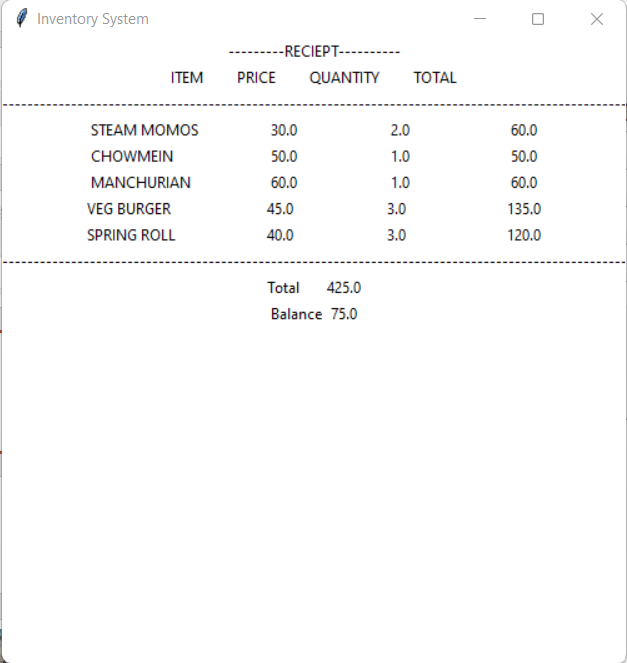 Inventory System
---------RECIEPT----------
ITEM PRICE QUANTITY TOTAL
--------------------------------------------------------------------------------------------------------------------------------
STEAM MOMOS 30.0 2.0 60.0
CHOWMEIN 50.0 1.0 50.0
MANCHURIAN 60.0 1.0 60.0
VEG BURGER 45.0 3.0 135.0
SPRING ROLL 40.0 3.0 120.0
--------------------------------------------------------------------------------------------------------------------------------
Total 425.0
Balance 75.0